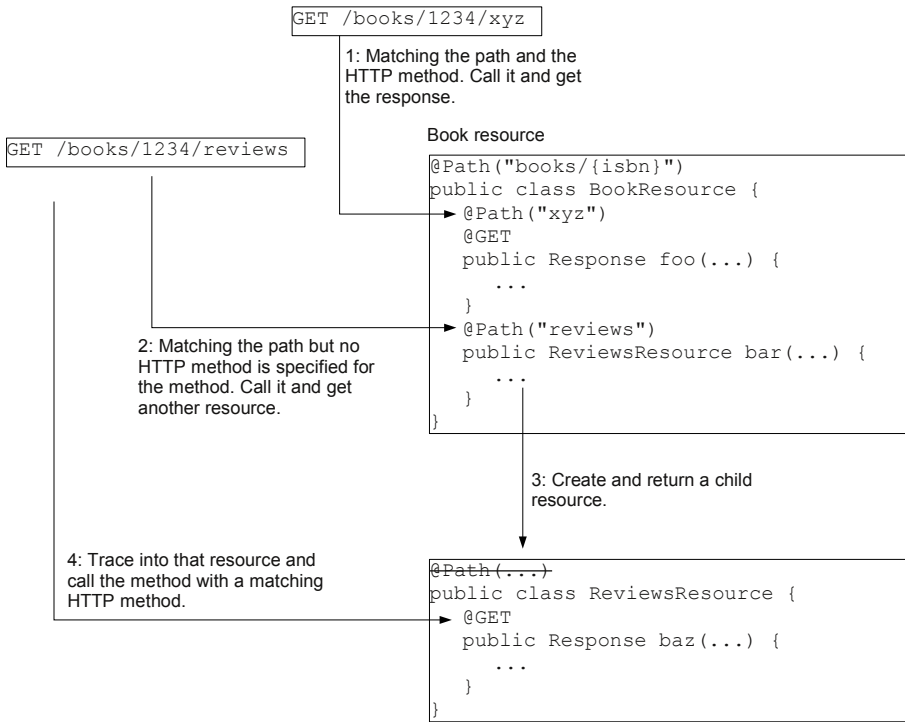 GET /books/1234/xyz
1: Matching the path and the
HTTP method. Call it and get
the response.
GET /books/1234/reviews
Book resource
@Path("books/{isbn}")
public class BookResource {
@Path("xyz")
@GET
public Response foo(...) {
...
}
@Path("reviews")
public ReviewsResource bar(...) {
...
}
}
2: Matching the path but no
HTTP method is specified for
the method. Call it and get
another resource.
3: Create and return a child
resource.
4: Trace into that resource and
call the method with a matching
HTTP method.
@Path(...)
public class ReviewsResource {
@GET
public Response baz(...) {
...
}
}